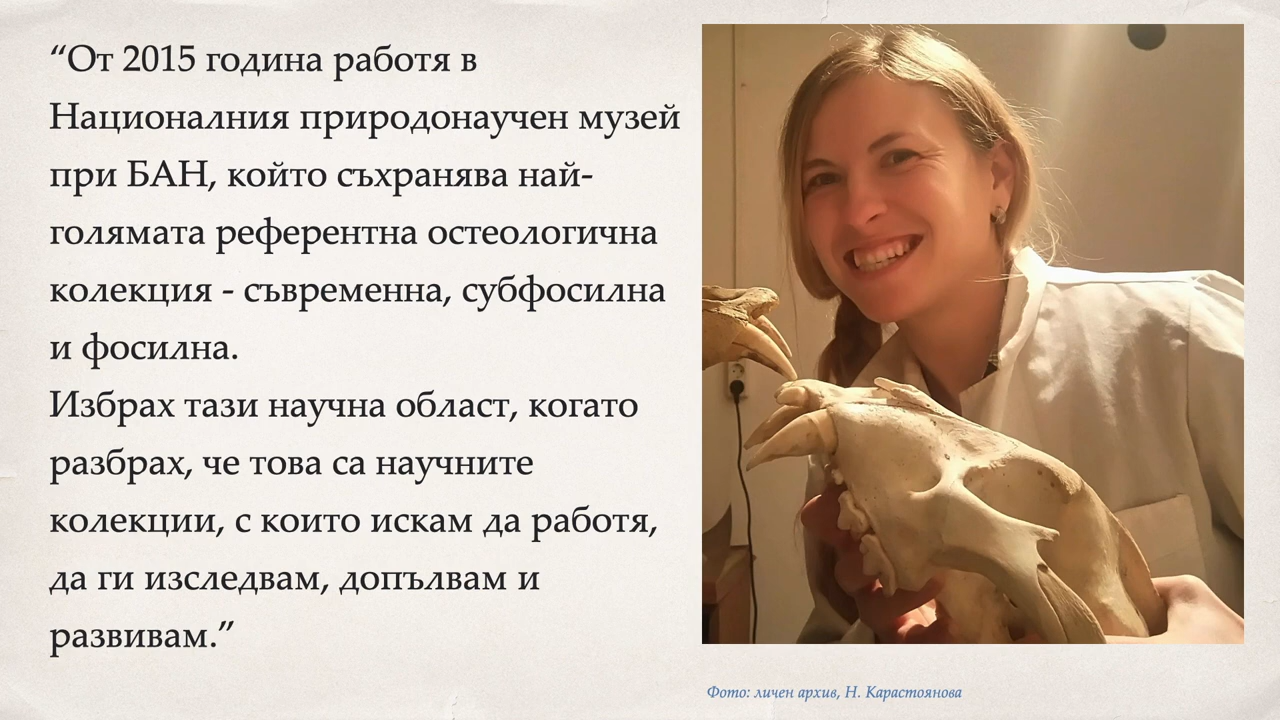 “От 2015 година работя в
Националния природонаучен музей
при БАН, който съхранява най-
голямата референтна остеологична
колекция - съвременна, субфосилна
и фосилна.
Избрах тази научна област, когато
разбрах, че това са научните
колекции, с които искам да работя,
да ги изследвам, допълвам и
развивам.”
Фото: личен архив, Н. Карастоянова